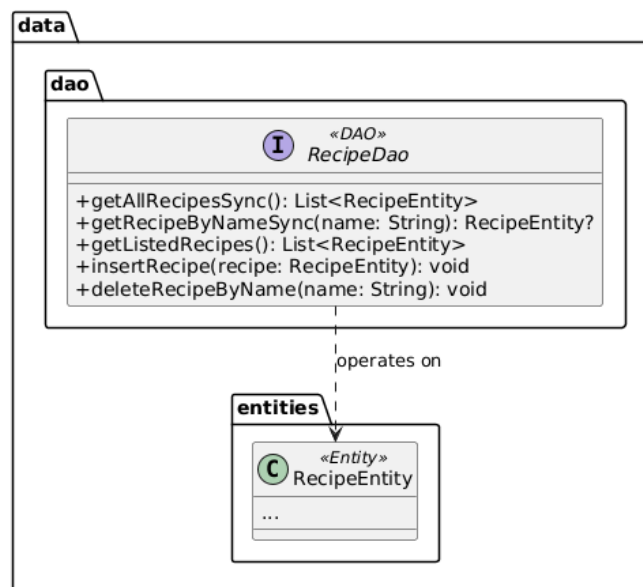 data
dao
I
«DAO»
RecipeDao
+getAllRecipesSync(): List<RecipeEntity>
+getRecipeByNameSync(name: String): RecipeEntity?
+getListedRecipes(): List<RecipeEntity>
+insertRecipe(recipe: RecipeEntity): void
+deleteRecipeByName(name: String): void
operates on
entities
C
«Entity»
RecipeEntity
...